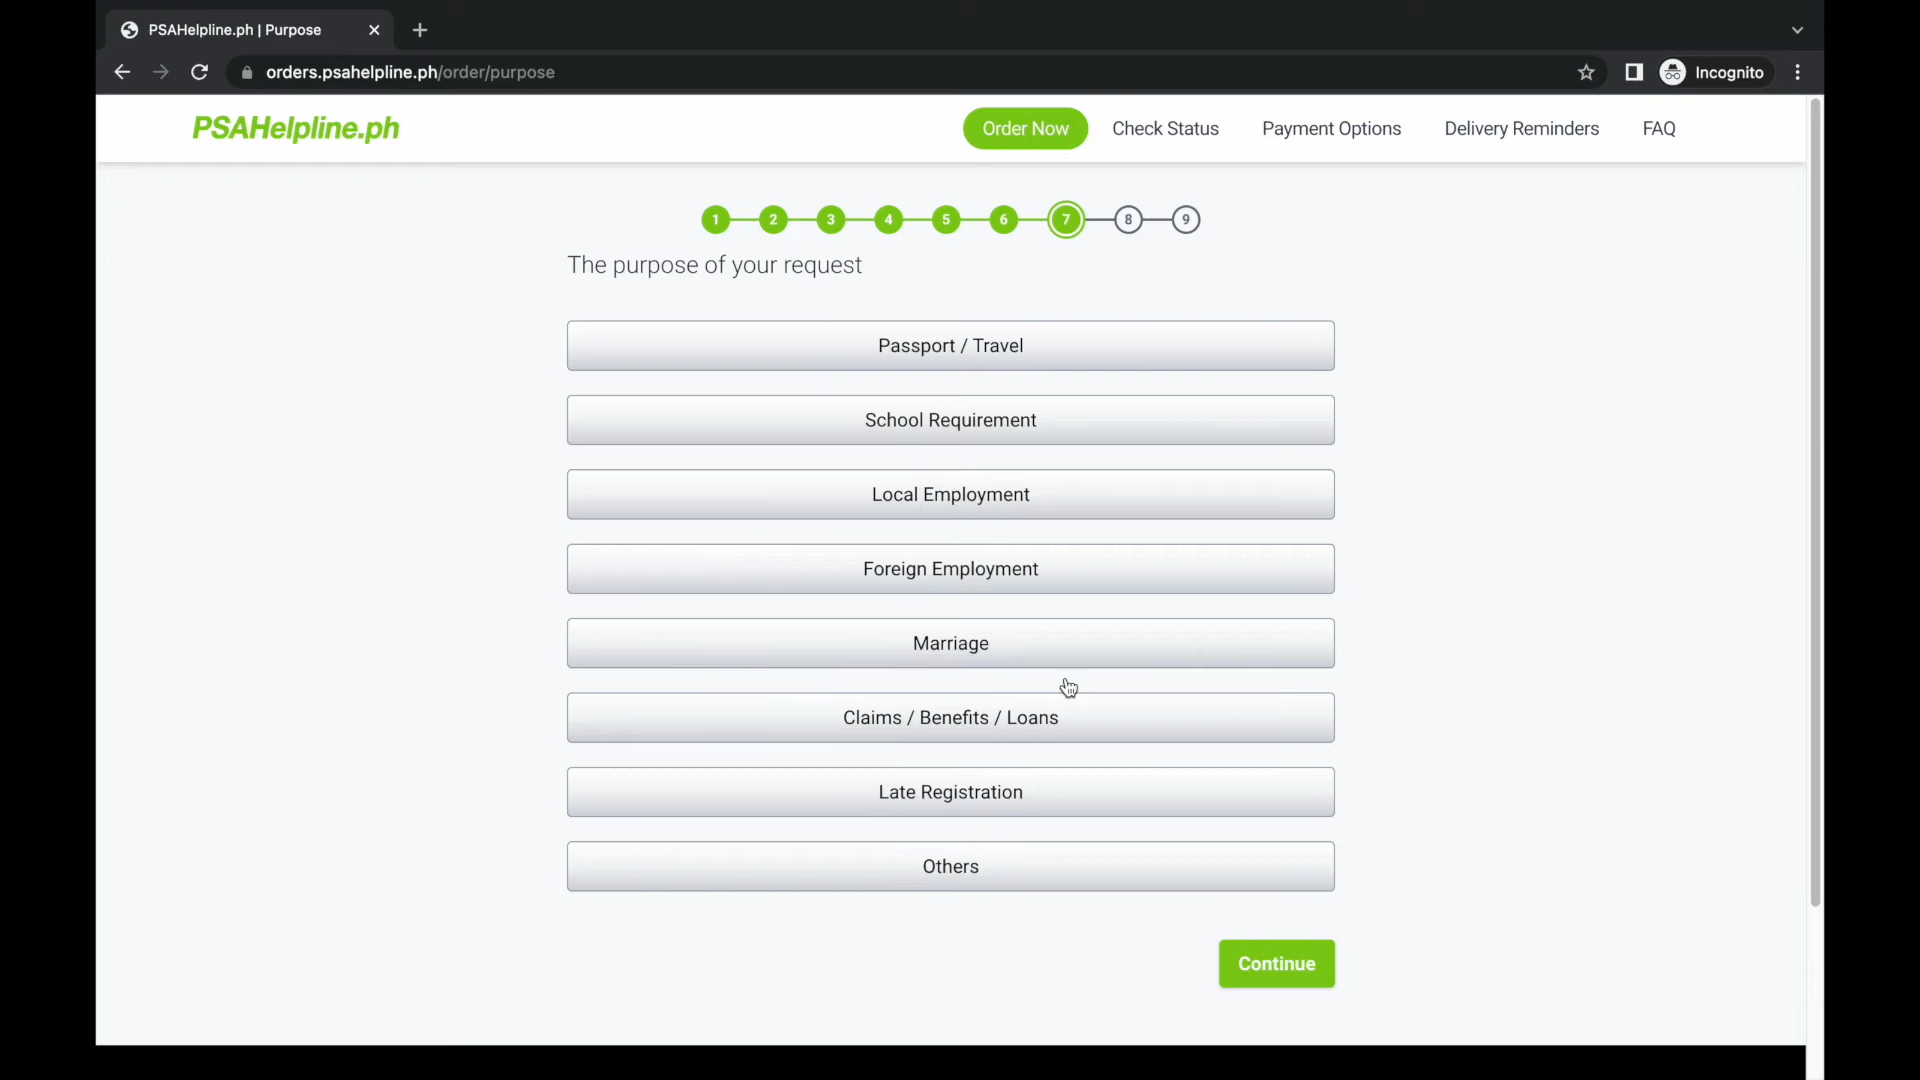 PSAHelpline.ph | Purpose
orders.psahelpline.ph/order/purpose
Incognito
PSAHelpline.ph
Order Now
Check Status
Payment Options
Delivery Reminders
FAQ
1 2 3 4 5 6 7 8 9
The purpose of your request
Passport / Travel
School Requirement
Local Employment
Foreign Employment
Marriage
Claims / Benefits / Loans
Late Registration
Others
Continue